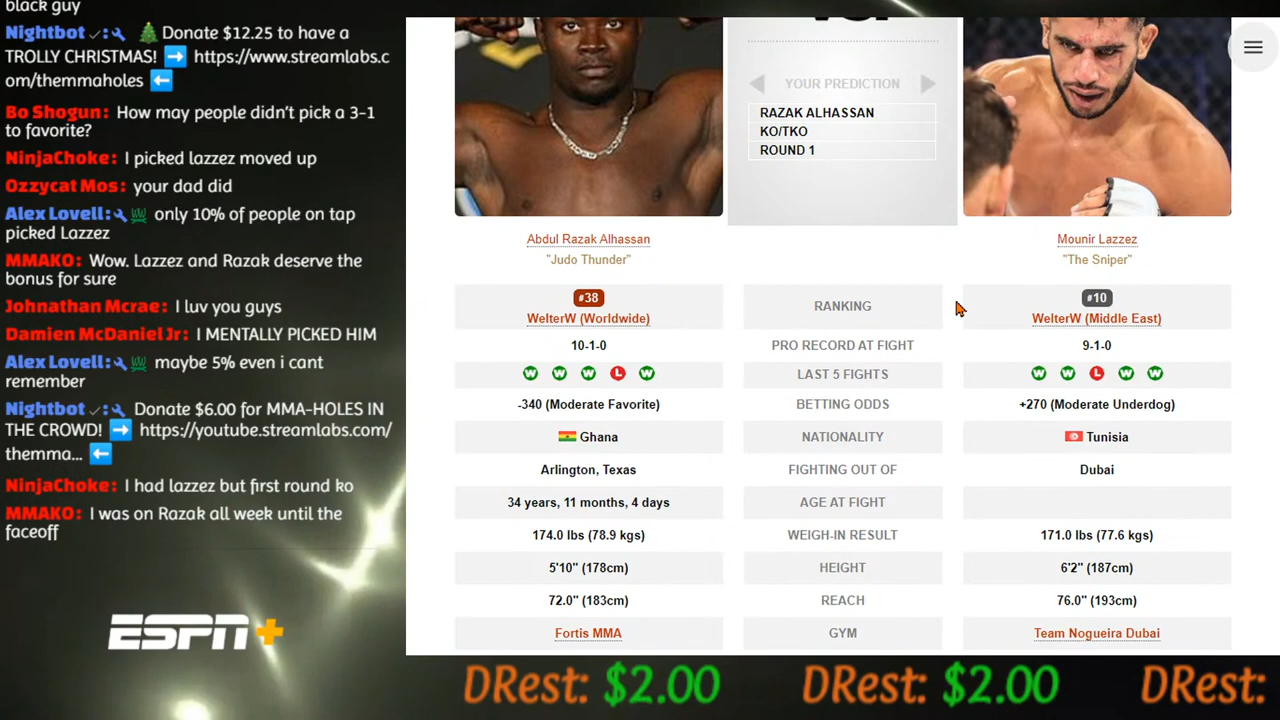 black guy
Nightbot ✓:🔧 🎄Donate $12.25 to have a
TROLLY CHRISTMAS! ➡️ https://www.streamlabs.c
om/themmaholes ⬅️
Bo Shogun: How may people didn't pick a 3-1
to favorite?
NinjaChoke: I picked lazzez moved up
Ozzycat Mos: your dad did
Alex Lovell:🔧 only 10% of people on tap
picked Lazzez
MMAKO: Wow. Lazzez and Razak deserve the
bonus for sure
Johnathan Mcrae: I luv you guys
Damien McDaniel Jr: I MENTALLY PICKED HIM
Alex Lovell:🔧 maybe 5% even i cant
remember
Nightbot ✓:🔧 Donate $6.00 for MMA-HOLES IN
THE CROWD! ➡️ https://youtube.streamlabs.com/
themma... ⬅️
NinjaChoke: I had lazzez but first round ko
MMAKO: I was on Razak all week until the
faceoff
ESPN+
YOUR PREDICTION
RAZAK ALHASSAN
KO/TKO
ROUND 1
Abdul Razak Alhassan Mounir Lazzez
"Judo Thunder" "The Sniper"
#38 RANKING #10
WelterW (Worldwide) WelterW (Middle East)
10-1-0 PRO RECORD AT FIGHT 9-1-0
W W W L W LAST 5 FIGHTS W W L W W
-340 (Moderate Favorite) BETTING ODDS +270 (Moderate Underdog)
Ghana NATIONALITY Tunisia
Arlington, Texas FIGHTING OUT OF Dubai
34 years, 11 months, 4 days AGE AT FIGHT
174.0 lbs (78.9 kgs) WEIGH-IN RESULT 171.0 lbs (77.6 kgs)
5'10" (178cm) HEIGHT 6'2" (187cm)
72.0" (183cm) REACH 76.0" (193cm)
Fortis MMA GYM Team Nogueira Dubai
DRest: $2.00 DRest: $2.00 DRest: